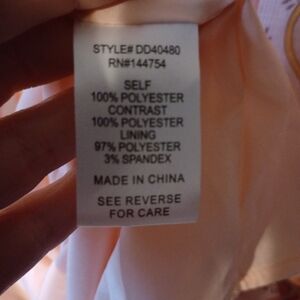 STYLE# DD40480
RN#144754
SELF
100% POLYESTER
CONTRAST
100% POLYESTER
LINING
97% POLYESTER
3% SPANDEX
MADE IN CHINA
SEE REVERSE
FOR CARE